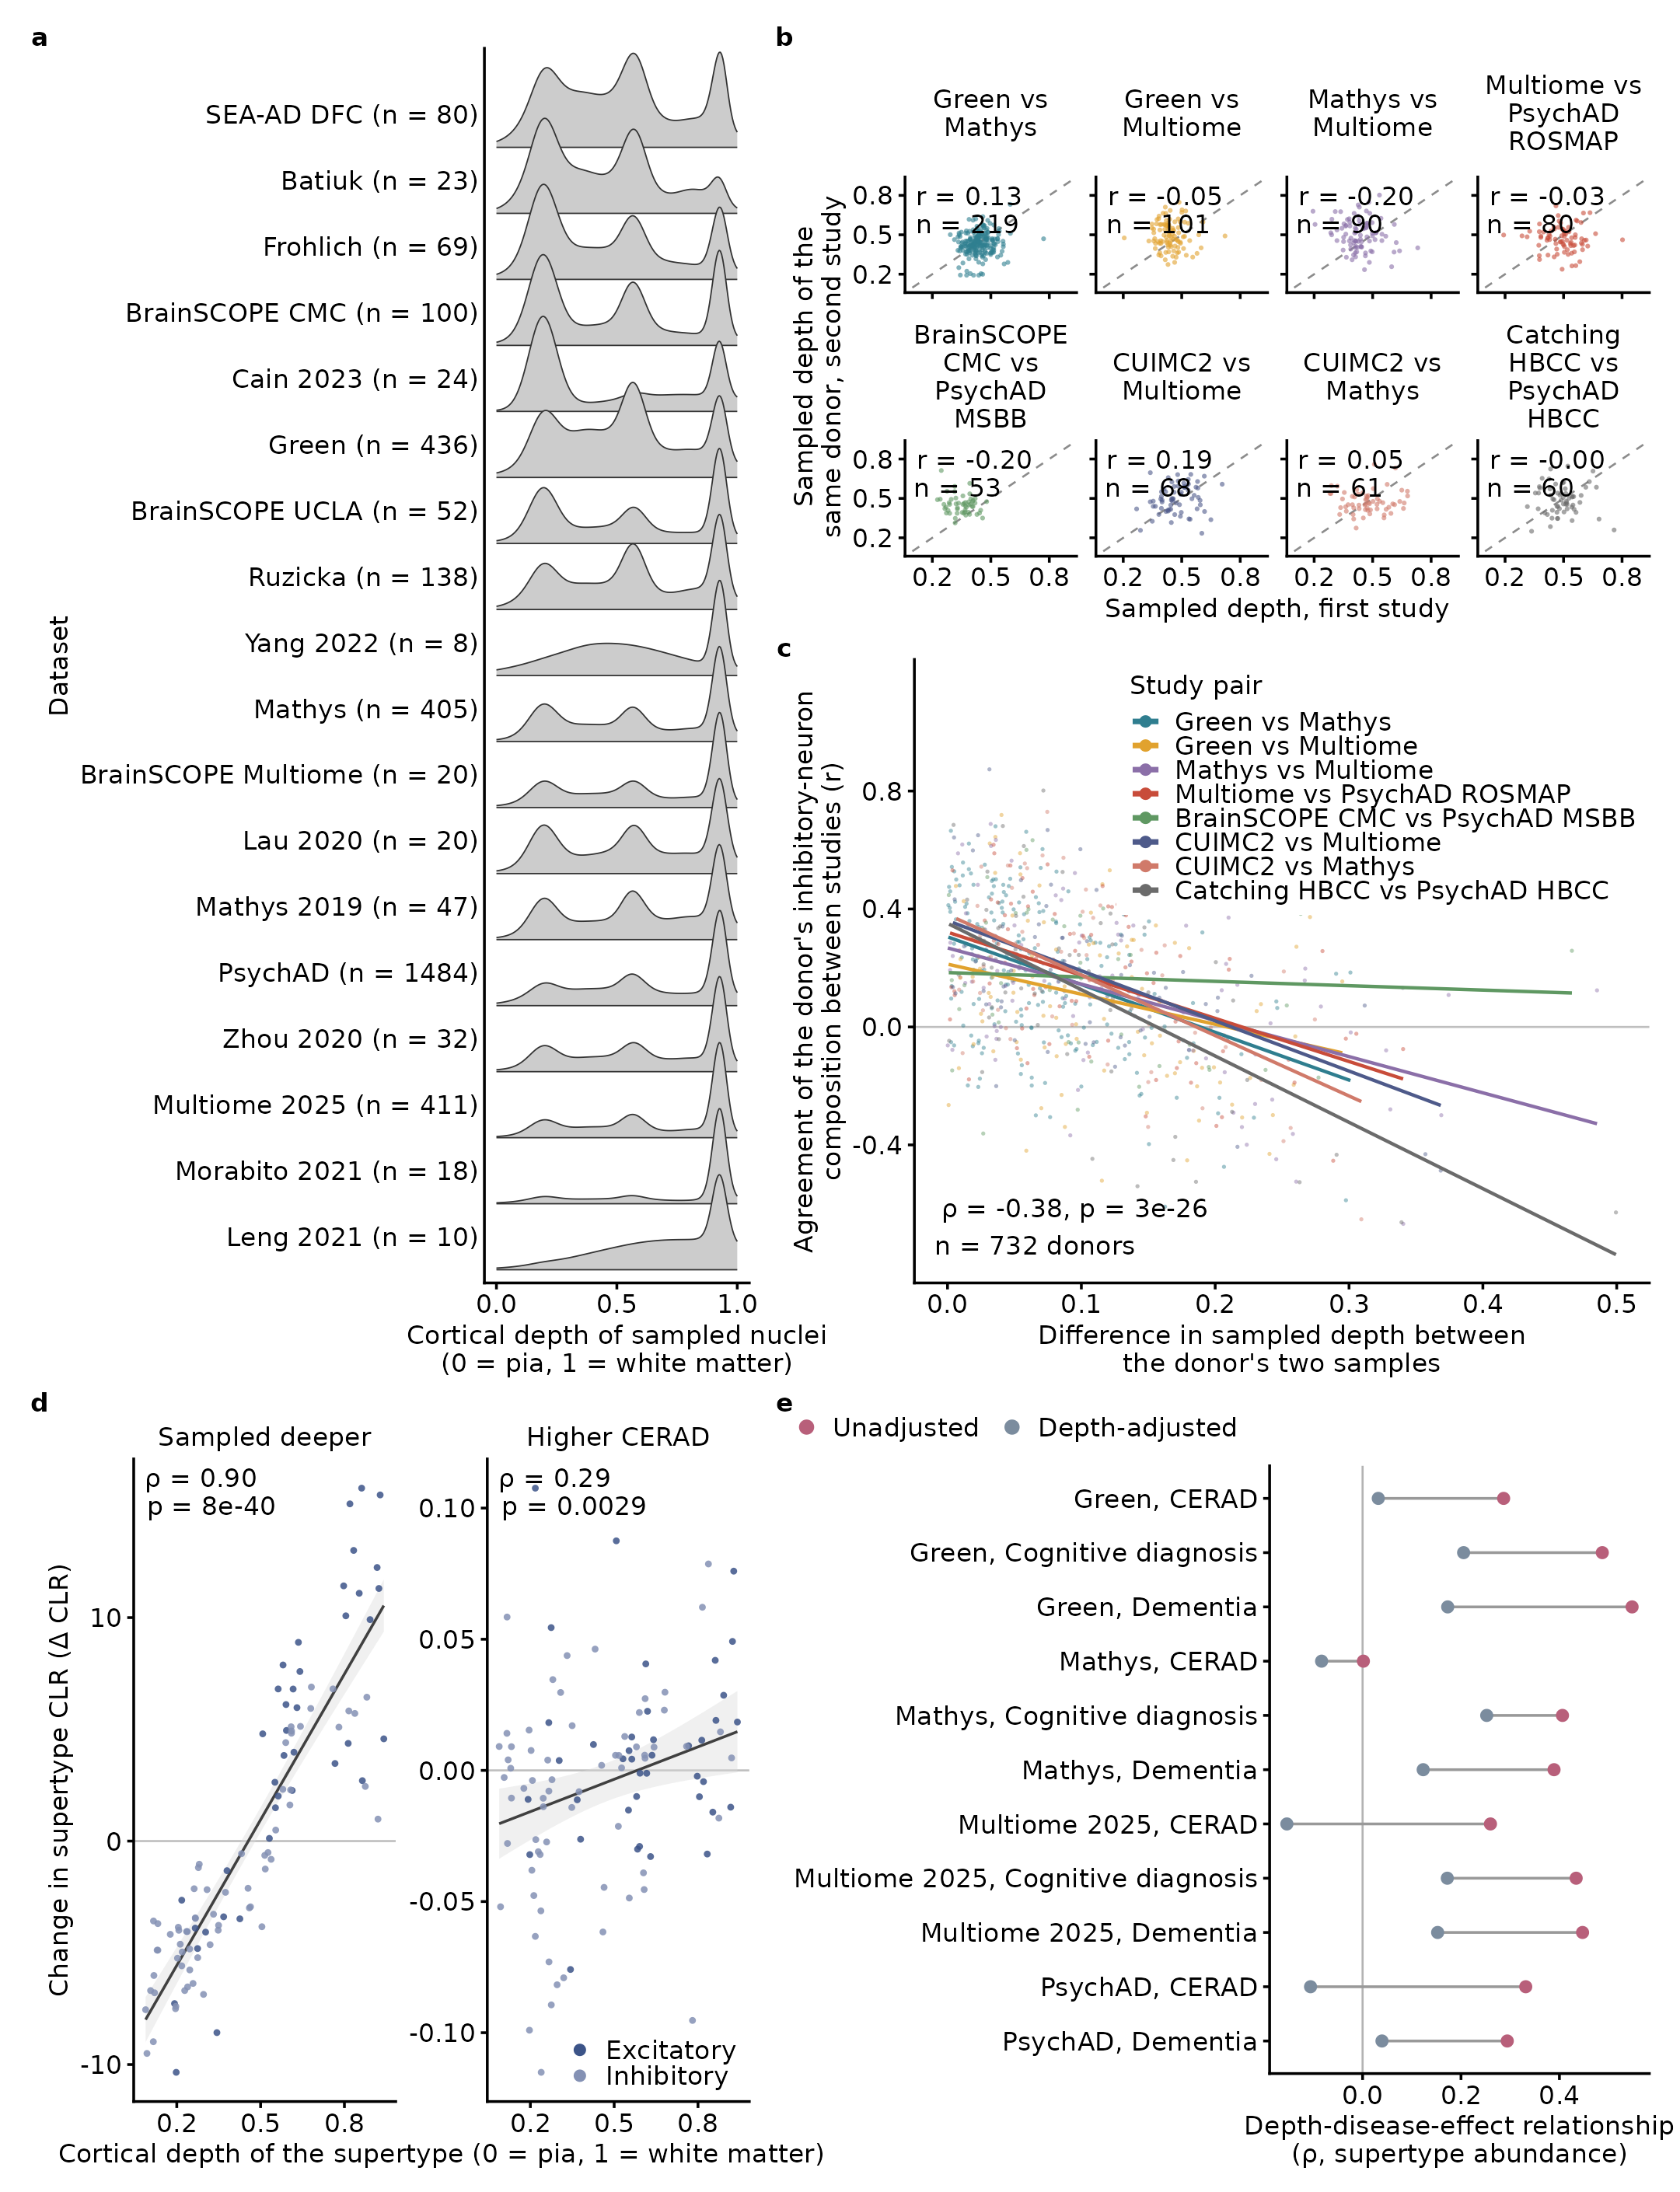 a
SEA-AD DFC (n = 80)
Batiuk (n = 23)
Frohlich (n = 69)
BrainSCOPE CMC (n = 100)
Cain 2023 (n = 24)
Green (n = 436)
BrainSCOPE UCLA (n = 52)
Ruzicka (n = 138)
Yang 2022 (n = 8)
Mathys (n = 405)
BrainSCOPE Multiome (n = 20)
Lau 2020 (n = 20)
Mathys 2019 (n = 47)
PsychAD (n = 1484)
Zhou 2020 (n = 32)
Multiome 2025 (n = 411)
Morabito 2021 (n = 18)
Leng 2021 (n = 10)
Dataset
0.0 0.5 1.0
Cortical depth of sampled nuclei
(0 = pia, 1 = white matter)
b
Green vs
Mathys
Green vs
Multiome
Mathys vs
Multiome
Multiome vs
PsychAD
ROSMAP
r = 0.13
n = 219
r = -0.05
n = 101
r = -0.20
n = 90
r = -0.03
n = 80
0.8
0.5
0.2
BrainSCOPE
CMC vs
PsychAD
MSBB
CUIMC2 vs
Multiome
CUIMC2 vs
Mathys
Catching
HBCC vs
PsychAD
HBCC
r = -0.20
n = 53
r = 0.19
n = 68
r = 0.05
n = 61
r = -0.00
n = 60
0.8
0.5
0.2
0.2 0.5 0.8
0.2 0.5 0.8
0.2 0.5 0.8
0.2 0.5 0.8
Sampled depth of the
same donor, second study
Sampled depth, first study
c
Study pair
Green vs Mathys
Green vs Multiome
Mathys vs Multiome
Multiome vs PsychAD ROSMAP
BrainSCOPE CMC vs PsychAD MSBB
CUIMC2 vs Multiome
CUIMC2 vs Mathys
Catching HBCC vs PsychAD HBCC
0.8
0.4
0.0
-0.4
ρ = -0.38, p = 3e-26
n = 732 donors
0.0 0.1 0.2 0.3 0.4 0.5
Agreement of the donor's inhibitory-neuron
composition between studies (r)
Difference in sampled depth between
the donor's two samples
d
Sampled deeper
ρ = 0.90
p = 8e-40
10
0
-10
0.2 0.5 0.8
Higher CERAD
ρ = 0.29
p = 0.0029
0.10
0.05
0.00
-0.05
-0.10
Excitatory
Inhibitory
0.2 0.5 0.8
Change in supertype CLR (Δ CLR)
Cortical depth of the supertype (0 = pia, 1 = white matter)
e
Unadjusted
Depth-adjusted
Green, CERAD
Green, Cognitive diagnosis
Green, Dementia
Mathys, CERAD
Mathys, Cognitive diagnosis
Mathys, Dementia
Multiome 2025, CERAD
Multiome 2025, Cognitive diagnosis
Multiome 2025, Dementia
PsychAD, CERAD
PsychAD, Dementia
0.0 0.2 0.4
Depth-disease-effect relationship
(ρ, supertype abundance)